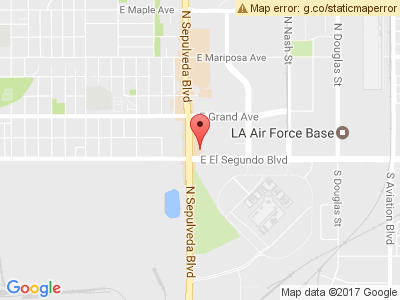 Map error: g.co/staticmaperror
E Maple Ave
N Sepulveda Blvd
N Nash St
N Douglas St
E Mariposa Ave
E Grand Ave
LA Air Force Base
E El Segundo Blvd
S Douglas St
S Aviation Blvd
N Sepulveda Blvd
Map data ©2017 Google